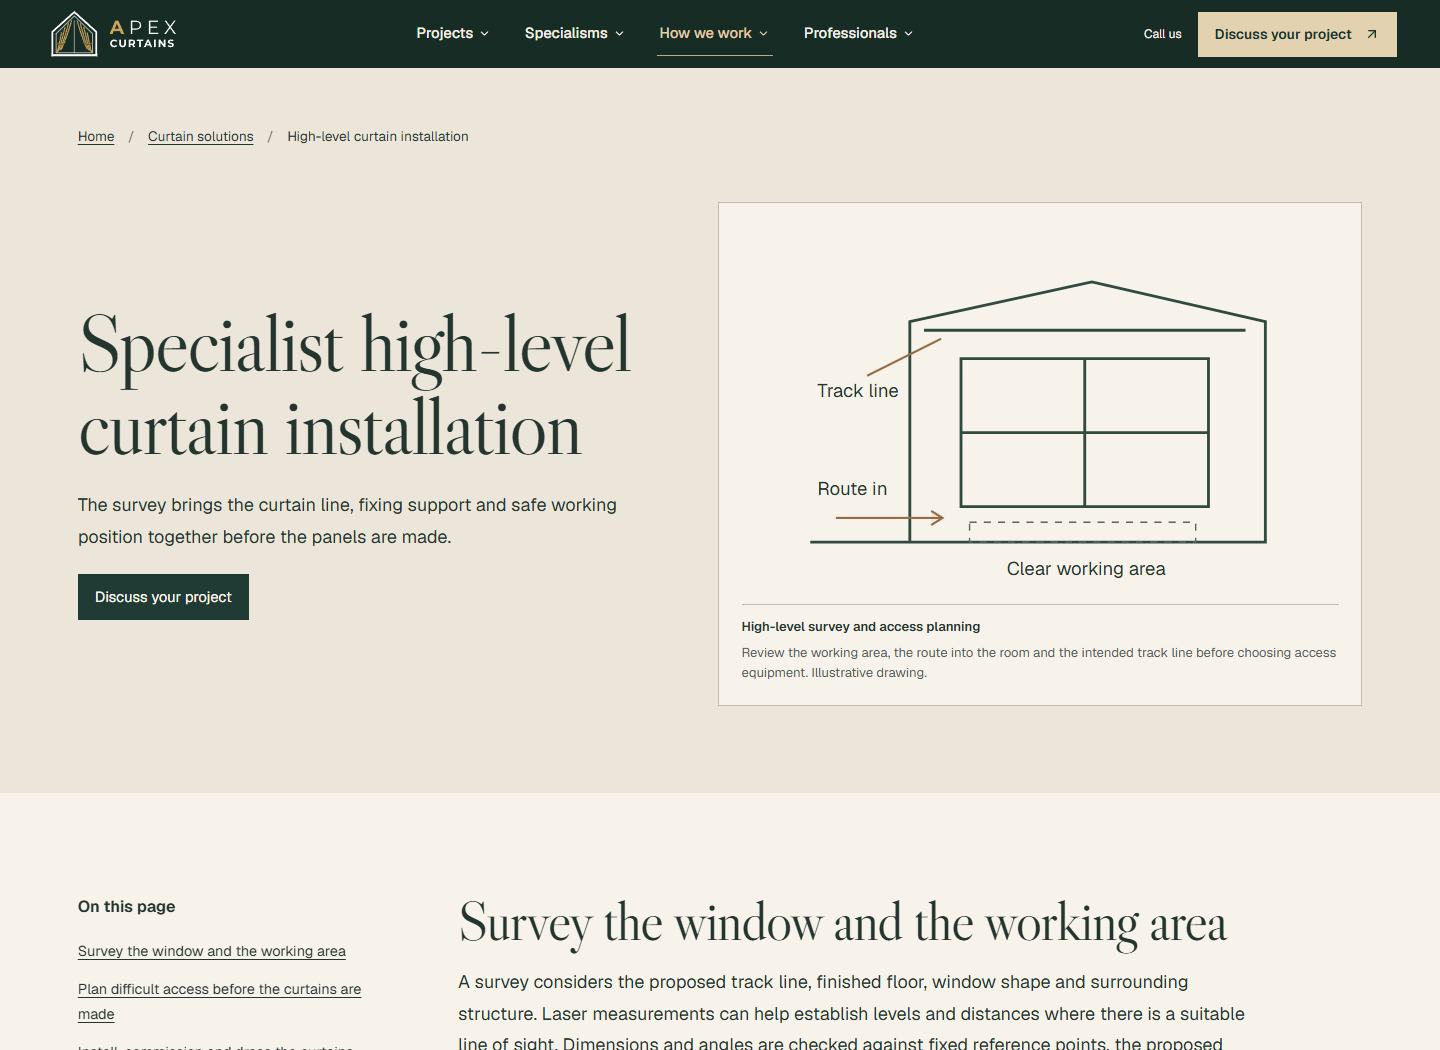 APEX
CURTAINS
Projects
Specialisms
How we work
Professionals
Call us
Discuss your project
Home / Curtain solutions / High-level curtain installation
Specialist high-level
curtain installation
The survey brings the curtain line, fixing support and safe working
position together before the panels are made.
Discuss your project
Track line
Route in
Clear working area
High-level survey and access planning
Review the working area, the route into the room and the intended track line before choosing access
equipment. Illustrative drawing.
On this page
Survey the window and the working area
Plan difficult access before the curtains are
made
Install, commission and dress the curtains
Survey the window and the working area
A survey considers the proposed track line, finished floor, window shape and surrounding
structure. Laser measurements can help establish levels and distances where there is a suitable
line of sight. Dimensions and angles are checked against fixed reference points, the proposed